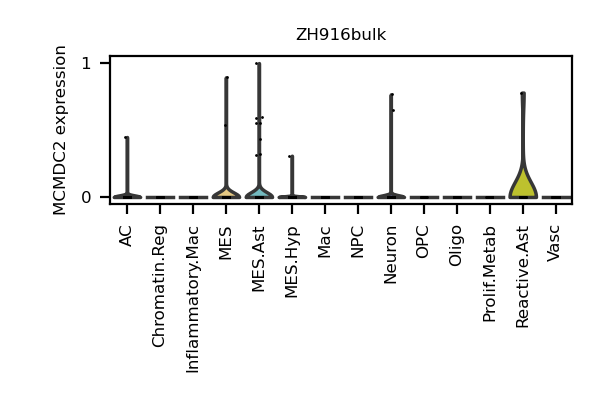 ZH916bulk
MCMDC2 expression
1
0
AC
Chromatin.Reg
Inflammatory.Mac
MES
MES.Ast
MES.Hyp
Mac
NPC
Neuron
OPC
Oligo
Prolif.Metab
Reactive.Ast
Vasc